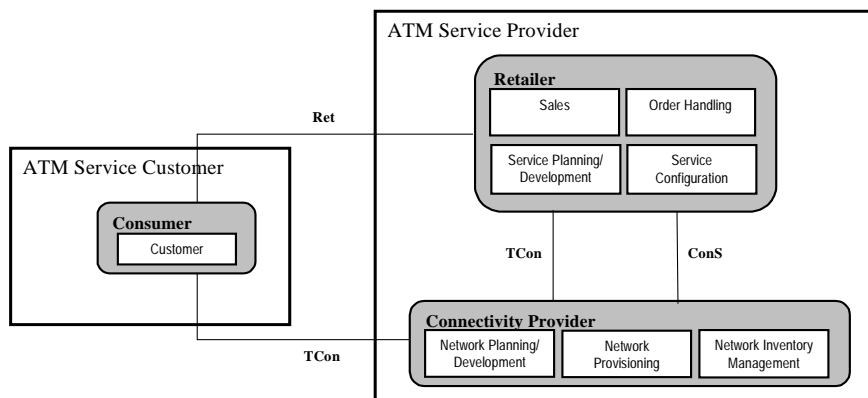 ATM Service Provider
Retailer
Sales
Order Handling
Ret
Service Planning/
Development
Service
Configuration
ATM Service Customer
Consumer
Customer
TCon
ConS
Connectivity Provider
Network Planning/
Development
Network
Provisioning
Network Inventory
Management
TCon